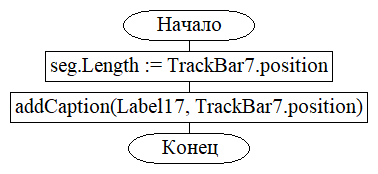 Начало
seg.Length := TrackBar7.position
addCaption(Label17, TrackBar7.position)
Конец